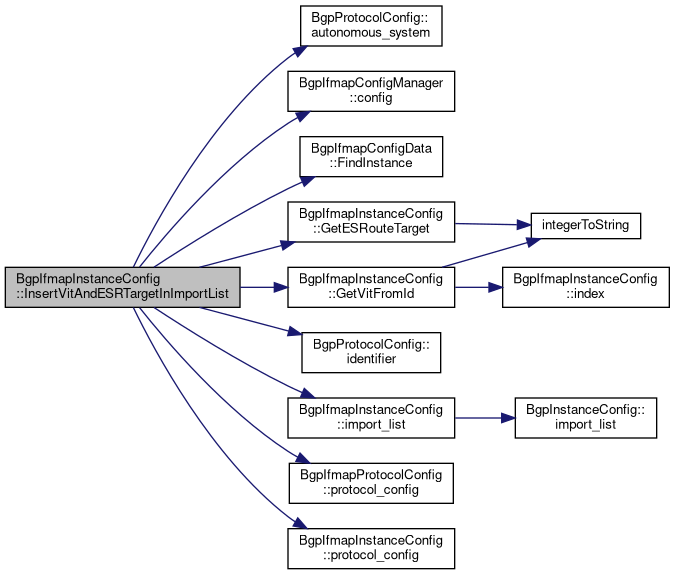 BgpProtocolConfig::
autonomous_system
BgpIfmapConfigManager
::config
BgpIfmapConfigData
::FindInstance
BgpIfmapInstanceConfig
::GetESRouteTarget
integerToString
BgpIfmapInstanceConfig
::InsertVitAndESRTargetInImportList
BgpIfmapInstanceConfig
::GetVitFromId
BgpIfmapInstanceConfig
::index
BgpProtocolConfig::
identifier
BgpIfmapInstanceConfig
::import_list
BgpInstanceConfig::
import_list
BgpIfmapProtocolConfig
::protocol_config
BgpIfmapInstanceConfig
::protocol_config